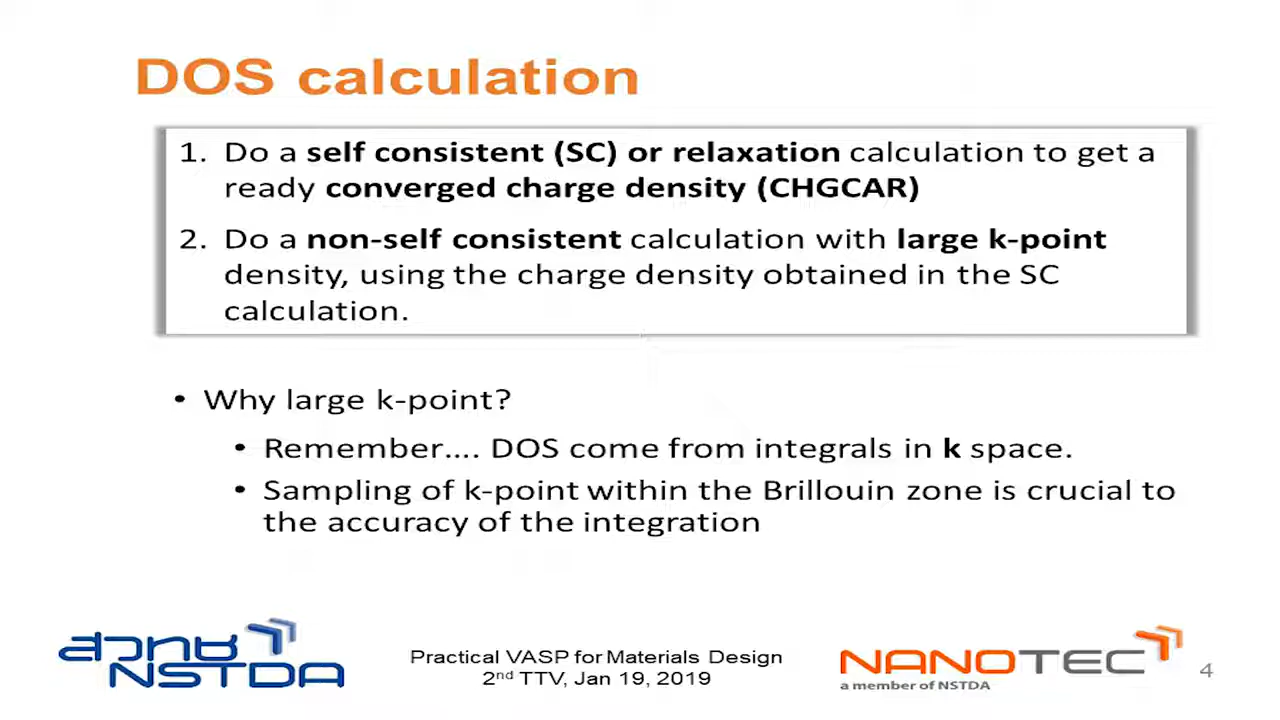 DOS calculation
1. Do a self consistent (SC) or relaxation calculation to get a
ready converged charge density (CHGCAR)
2. Do a non-self consistent calculation with large k-point
density, using the charge density obtained in the SC
calculation.
• Why large k-point?
• Remember.... DOS come from integrals in k space.
• Sampling of k-point within the Brillouin zone is crucial to
the accuracy of the integration
สวทช
NSTDA
Practical VASP for Materials Design
2nd TTV, Jan 19, 2019
NANOTEC
a member of NSTDA
4